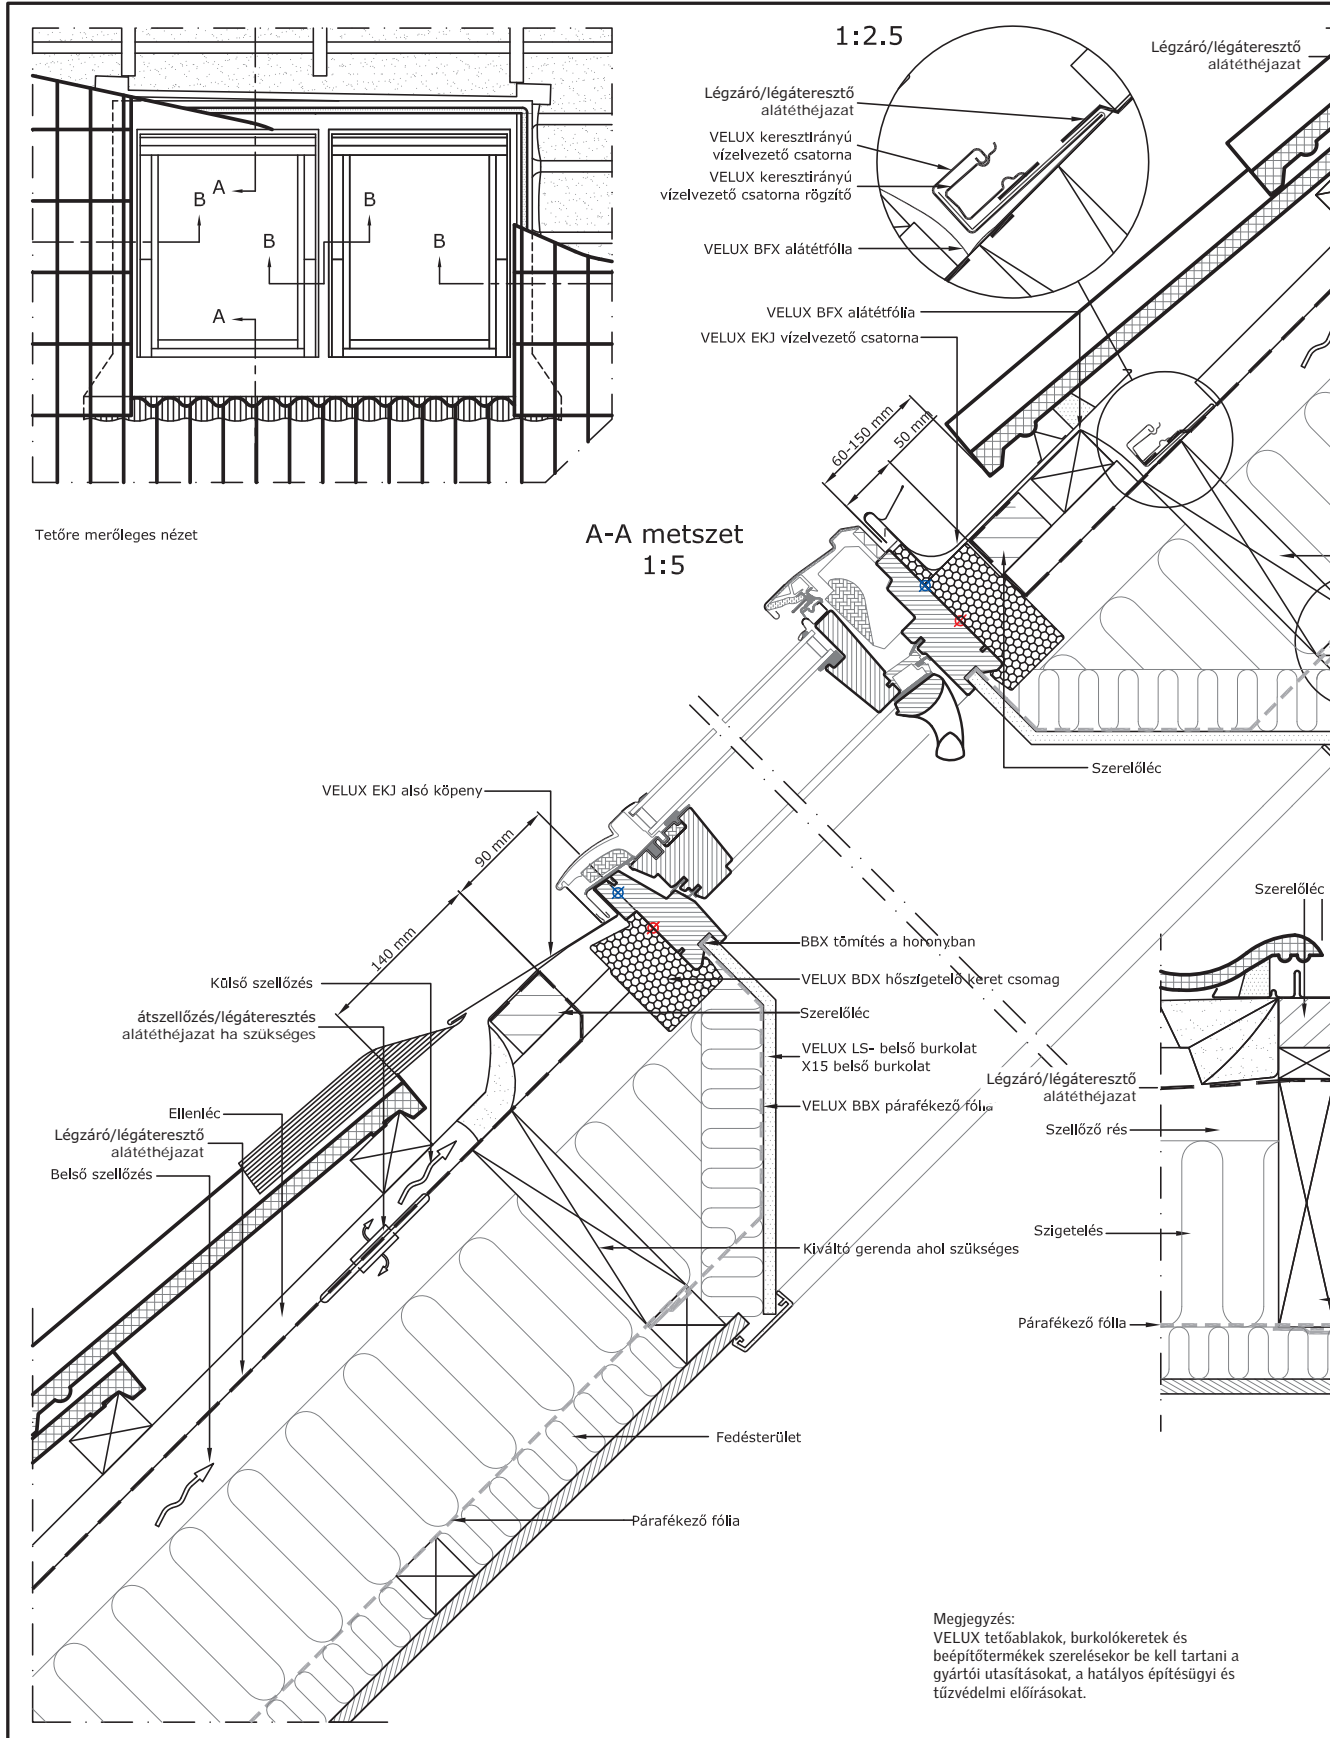 1:2.5
Légzáró/légáteresztő
alátéthéjazat
Légzáró/légáteresztő
alátéthéjazat
VELUX keresztirányú
vízelvezető csatorna
VELUX keresztirányú
vízelvezető csatorna rögzítő
VELUX BFX alátétfólia
A
B
B
B
B
A
VELUX BFX alátétfólia
VELUX EKJ vízelvezető csatorna
60-150 mm
50 mm
Tetőre merőleges nézet
A-A metszet
1:5
Szerelőléc
VELUX EKJ alsó köpeny
90 mm
140 mm
Szerelőléc
BBX tömítés a horonyban
Külső szellőzés
VELUX BDX hőszigetelő keret csomag
átszellőzés/légáteresztés
alátéthéjazat ha szükséges
Szerelőléc
VELUX LS- belső burkolat
X15 belső burkolat
Légzáró/légáteresztő
alátéthéjazat
Ellenléc
VELUX BBX párafékező fólia
Légzáró/légáteresztő
alátéthéjazat
Szellőző rés
Belső szellőzés
Szigetelés
Kiváltó gerenda ahol szükséges
Párafékező fólia
Fedésterület
Párafékező fólia
Megjegyzés:
VELUX tetőablakok, burkolókeretek és
beépítőtermékek szerelésekor be kell tartani a
gyártói utasításokat, a hatályos építésügyi és
tűzvédelmi előírásokat.